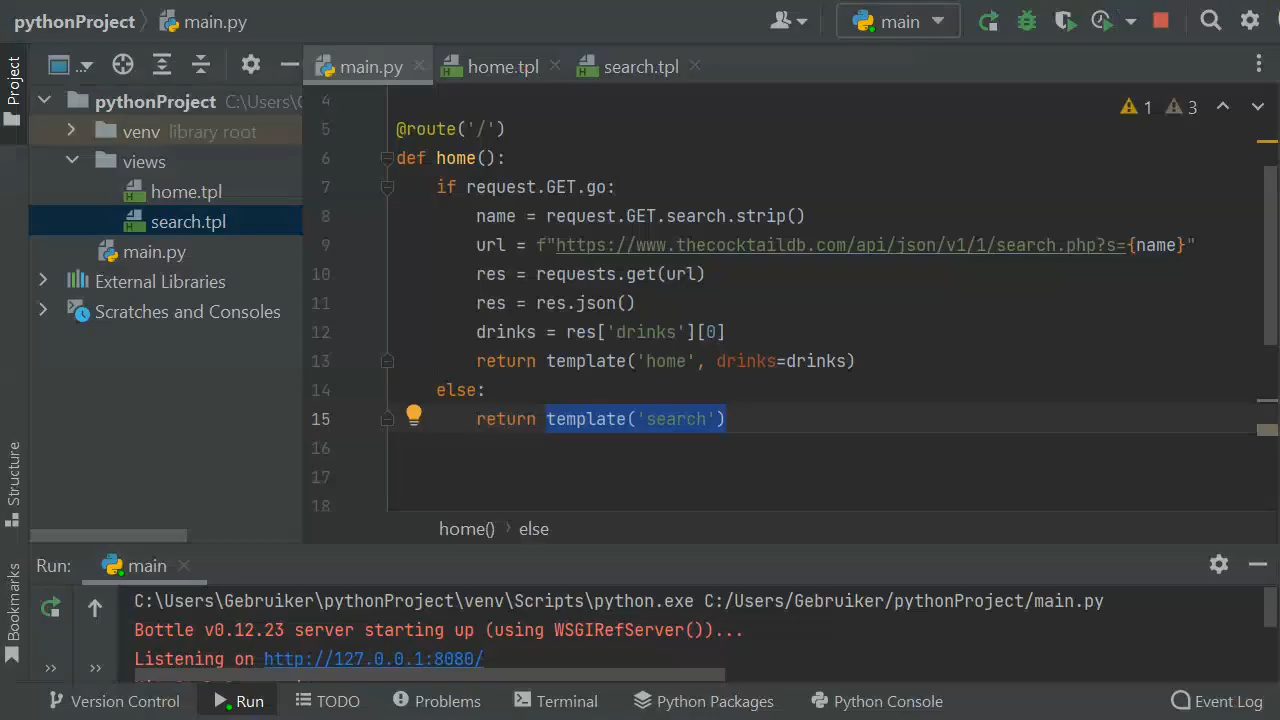 pythonProject main.py
main
Project
main.py home.tpl search.tpl
pythonProject C:\Users\
venv library root
views
home.tpl
search.tpl
main.py
External Libraries
Scratches and Consoles
1 3
4
5 @route('/')
6 def home():
7 if request.GET.go:
8 name = request.GET.search.strip()
9 url = f"https://www.thecocktaildb.com/api/json/v1/1/search.php?s={name}"
10 res = requests.get(url)
11 res = res.json()
12 drinks = res['drinks'][0]
13 return template('home', drinks=drinks)
14 else:
15 return template('search')
16
17
18
home() › else
Structure
Bookmarks
Run: main
C:\Users\Gebruiker\pythonProject\venv\Scripts\python.exe C:/Users/Gebruiker/pythonProject/main.py
Bottle v0.12.23 server starting up (using WSGIRefServer())...
Listening on http://127.0.0.1:8080/
Version Control Run TODO Problems Terminal Python Packages Python Console Event Log